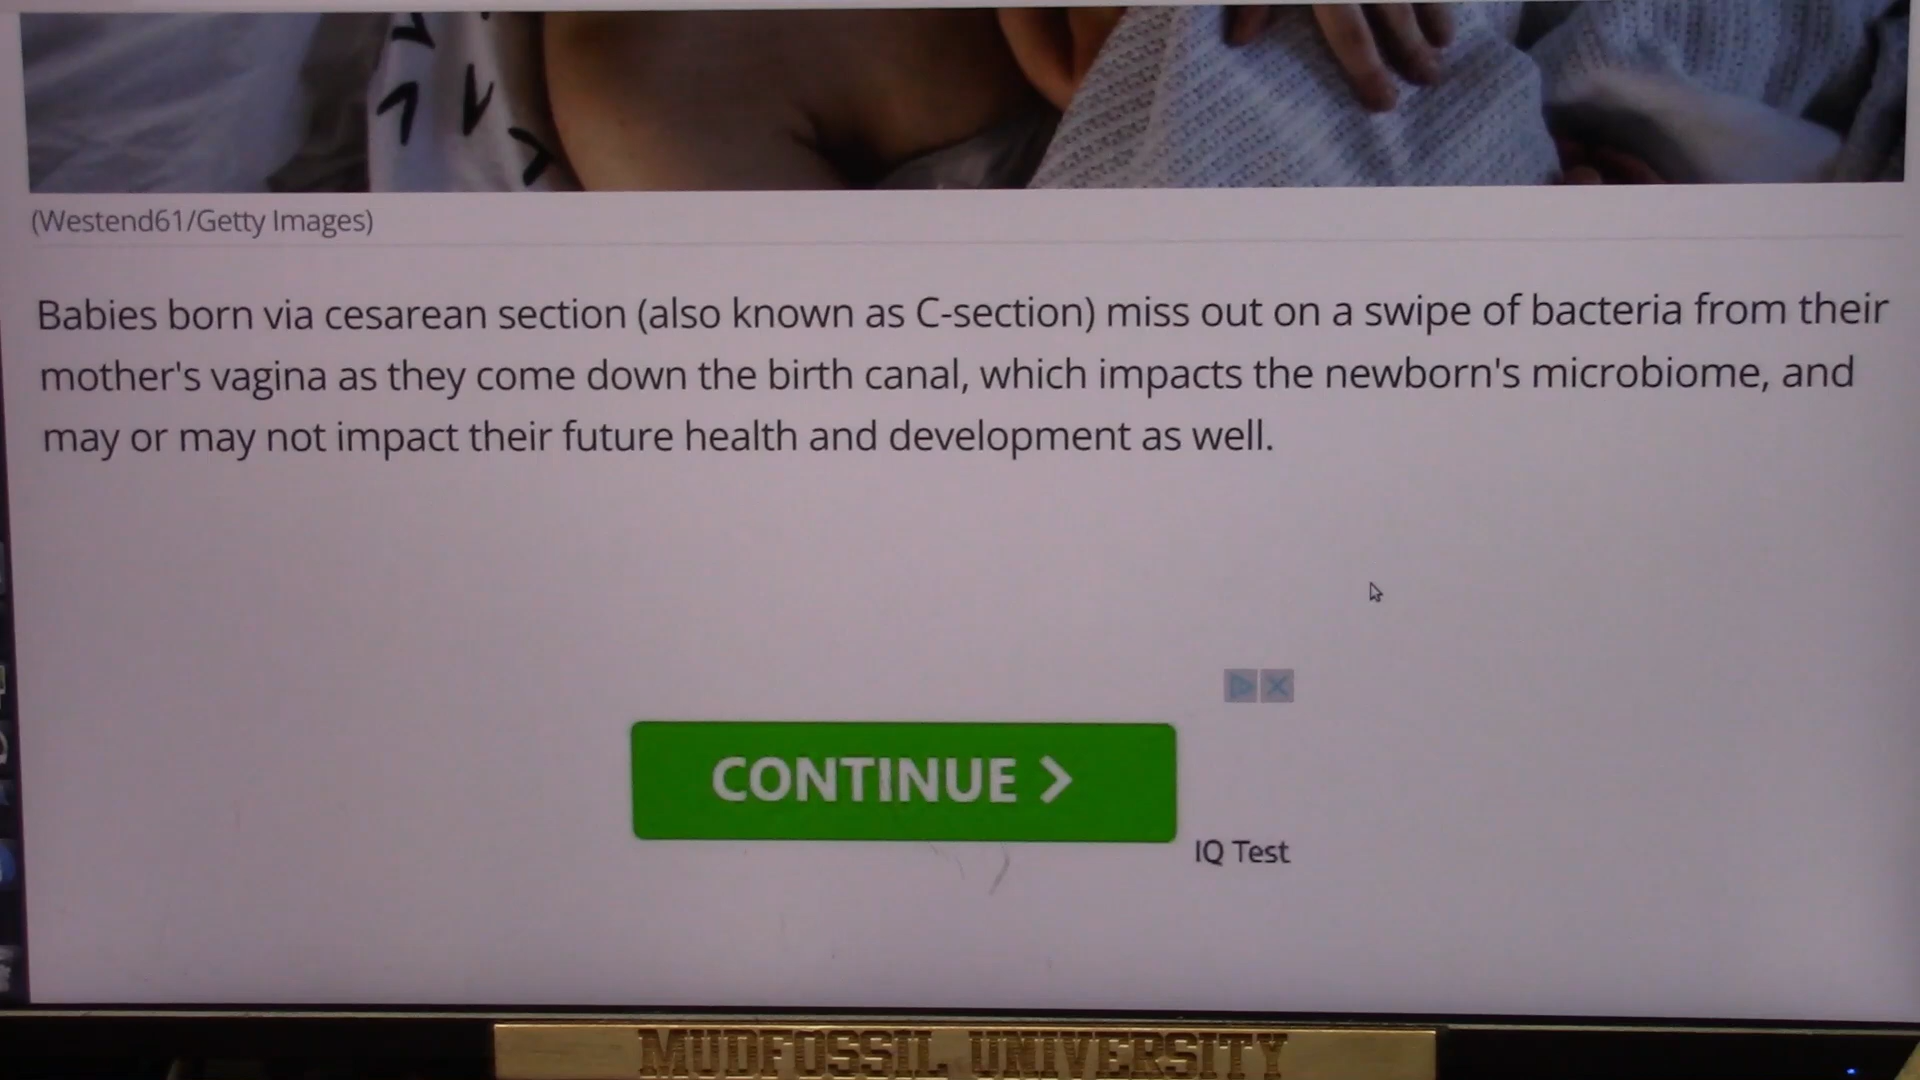 (Westend61/Getty Images)
Babies born via cesarean section (also known as C-section) miss out on a swipe of bacteria from their
mother's vagina as they come down the birth canal, which impacts the newborn's microbiome, and
may or may not impact their future health and development as well.
CONTINUE >
IQ Test
MUDFOSSIL UNIVERSITY